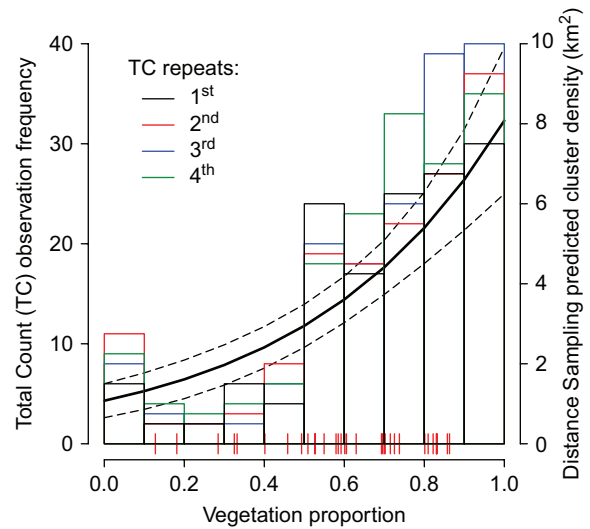 TC repeats:
1st
2nd
3rd
4th
Total Count (TC) observation frequency
40
30
20
10
0
Distance Sampling predicted cluster density (km²)
10
8
6
4
2
0
0.0 0.2 0.4 0.6 0.8 1.0
Vegetation proportion